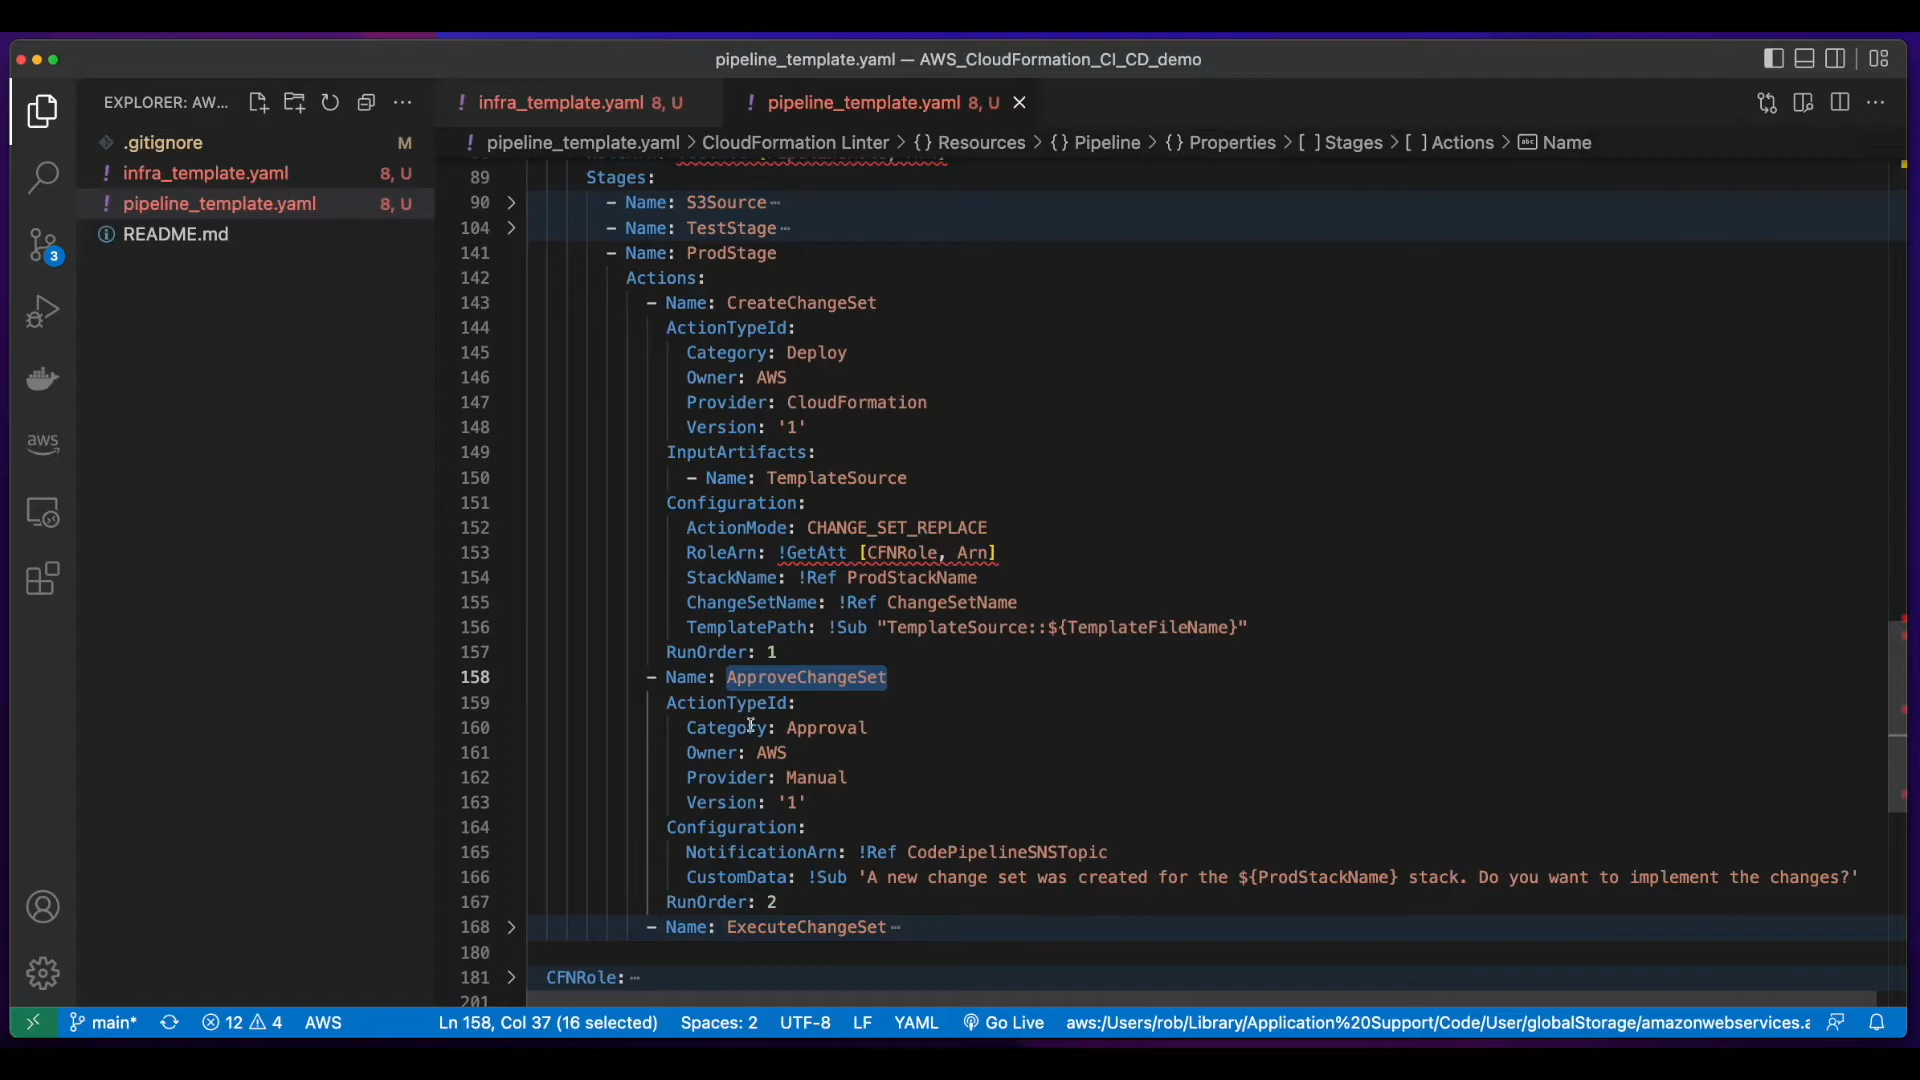 pipeline_template.yaml — AWS_CloudFormation_CI_CD_demo
EXPLORER: AW...
infra_template.yaml 8, U
pipeline_template.yaml 8, U
.gitignore M
infra_template.yaml 8, U
pipeline_template.yaml 8, U
README.md
pipeline_template.yaml > CloudFormation Linter > {} Resources > {} Pipeline > {} Properties > [ ] Stages > [ ] Actions > Name
89 Stages:
90 - Name: S3Source
104 - Name: TestStage
141 - Name: ProdStage
142 Actions:
143 - Name: CreateChangeSet
144 ActionTypeId:
145 Category: Deploy
146 Owner: AWS
147 Provider: CloudFormation
148 Version: '1'
149 InputArtifacts:
150 - Name: TemplateSource
151 Configuration:
152 ActionMode: CHANGE_SET_REPLACE
153 RoleArn: !GetAtt [CFNRole, Arn]
154 StackName: !Ref ProdStackName
155 ChangeSetName: !Ref ChangeSetName
156 TemplatePath: !Sub "TemplateSource::${TemplateFileName}"
157 RunOrder: 1
158 - Name: ApproveChangeSet
159 ActionTypeId:
160 Category: Approval
161 Owner: AWS
162 Provider: Manual
163 Version: '1'
164 Configuration:
165 NotificationArn: !Ref CodePipelineSNSTopic
166 CustomData: !Sub 'A new change set was created for the ${ProdStackName} stack. Do you want to implement the changes?'
167 RunOrder: 2
168 - Name: ExecuteChangeSet
180
181 CFNRole:
201
3
aws
main* 12 4 AWS Ln 158, Col 37 (16 selected) Spaces: 2 UTF-8 LF YAML Go Live aws:/Users/rob/Library/Application%20Support/Code/User/globalStorage/amazonwebservices.a